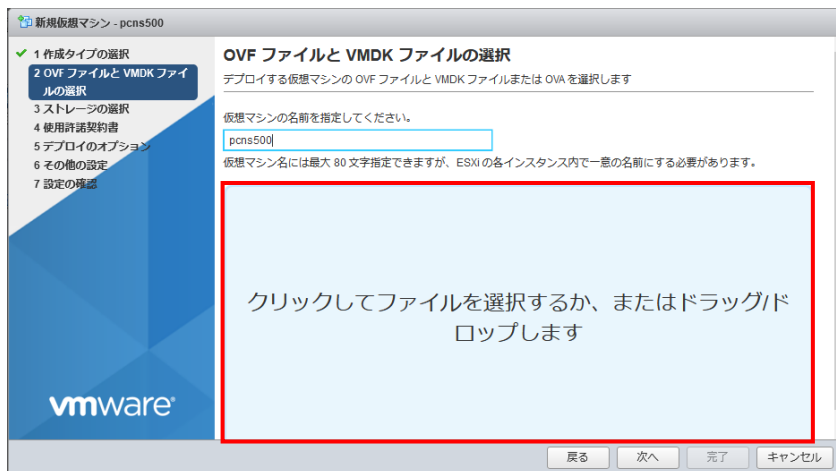 新規仮想マシン - pcns500
1 作成タイプの選択
2 OVF ファイルと VMDK ファイ
ルの選択
3 ストレージの選択
4 使用許諾契約書
5 デプロイのオプション
6 その他の設定
7 設定の確認
vmware
OVF ファイルと VMDK ファイルの選択
デプロイする仮想マシンの OVF ファイルと VMDK ファイルまたは OVA を選択します
仮想マシンの名前を指定してください。
pcns500
仮想マシン名には最大 80 文字指定できますが、ESXi の各インスタンス内で一意の名前にする必要があります。
クリックしてファイルを選択するか、またはドラッグ/ド
ロップします
戻る 次へ 完了 キャンセル